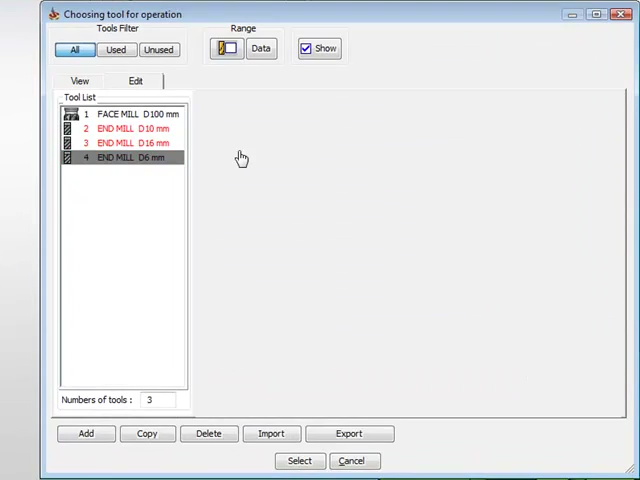 Choosing tool for operation
Tools Filter
Range
All
Used
Unused
Data
Show
View
Edit
Tool List
1 FACE MILL D100 mm
2 END MILL D10 mm
3 END MILL D16 mm
4 END MILL D6 mm
Numbers of tools : 3
Add
Copy
Delete
Import
Export
Select
Cancel